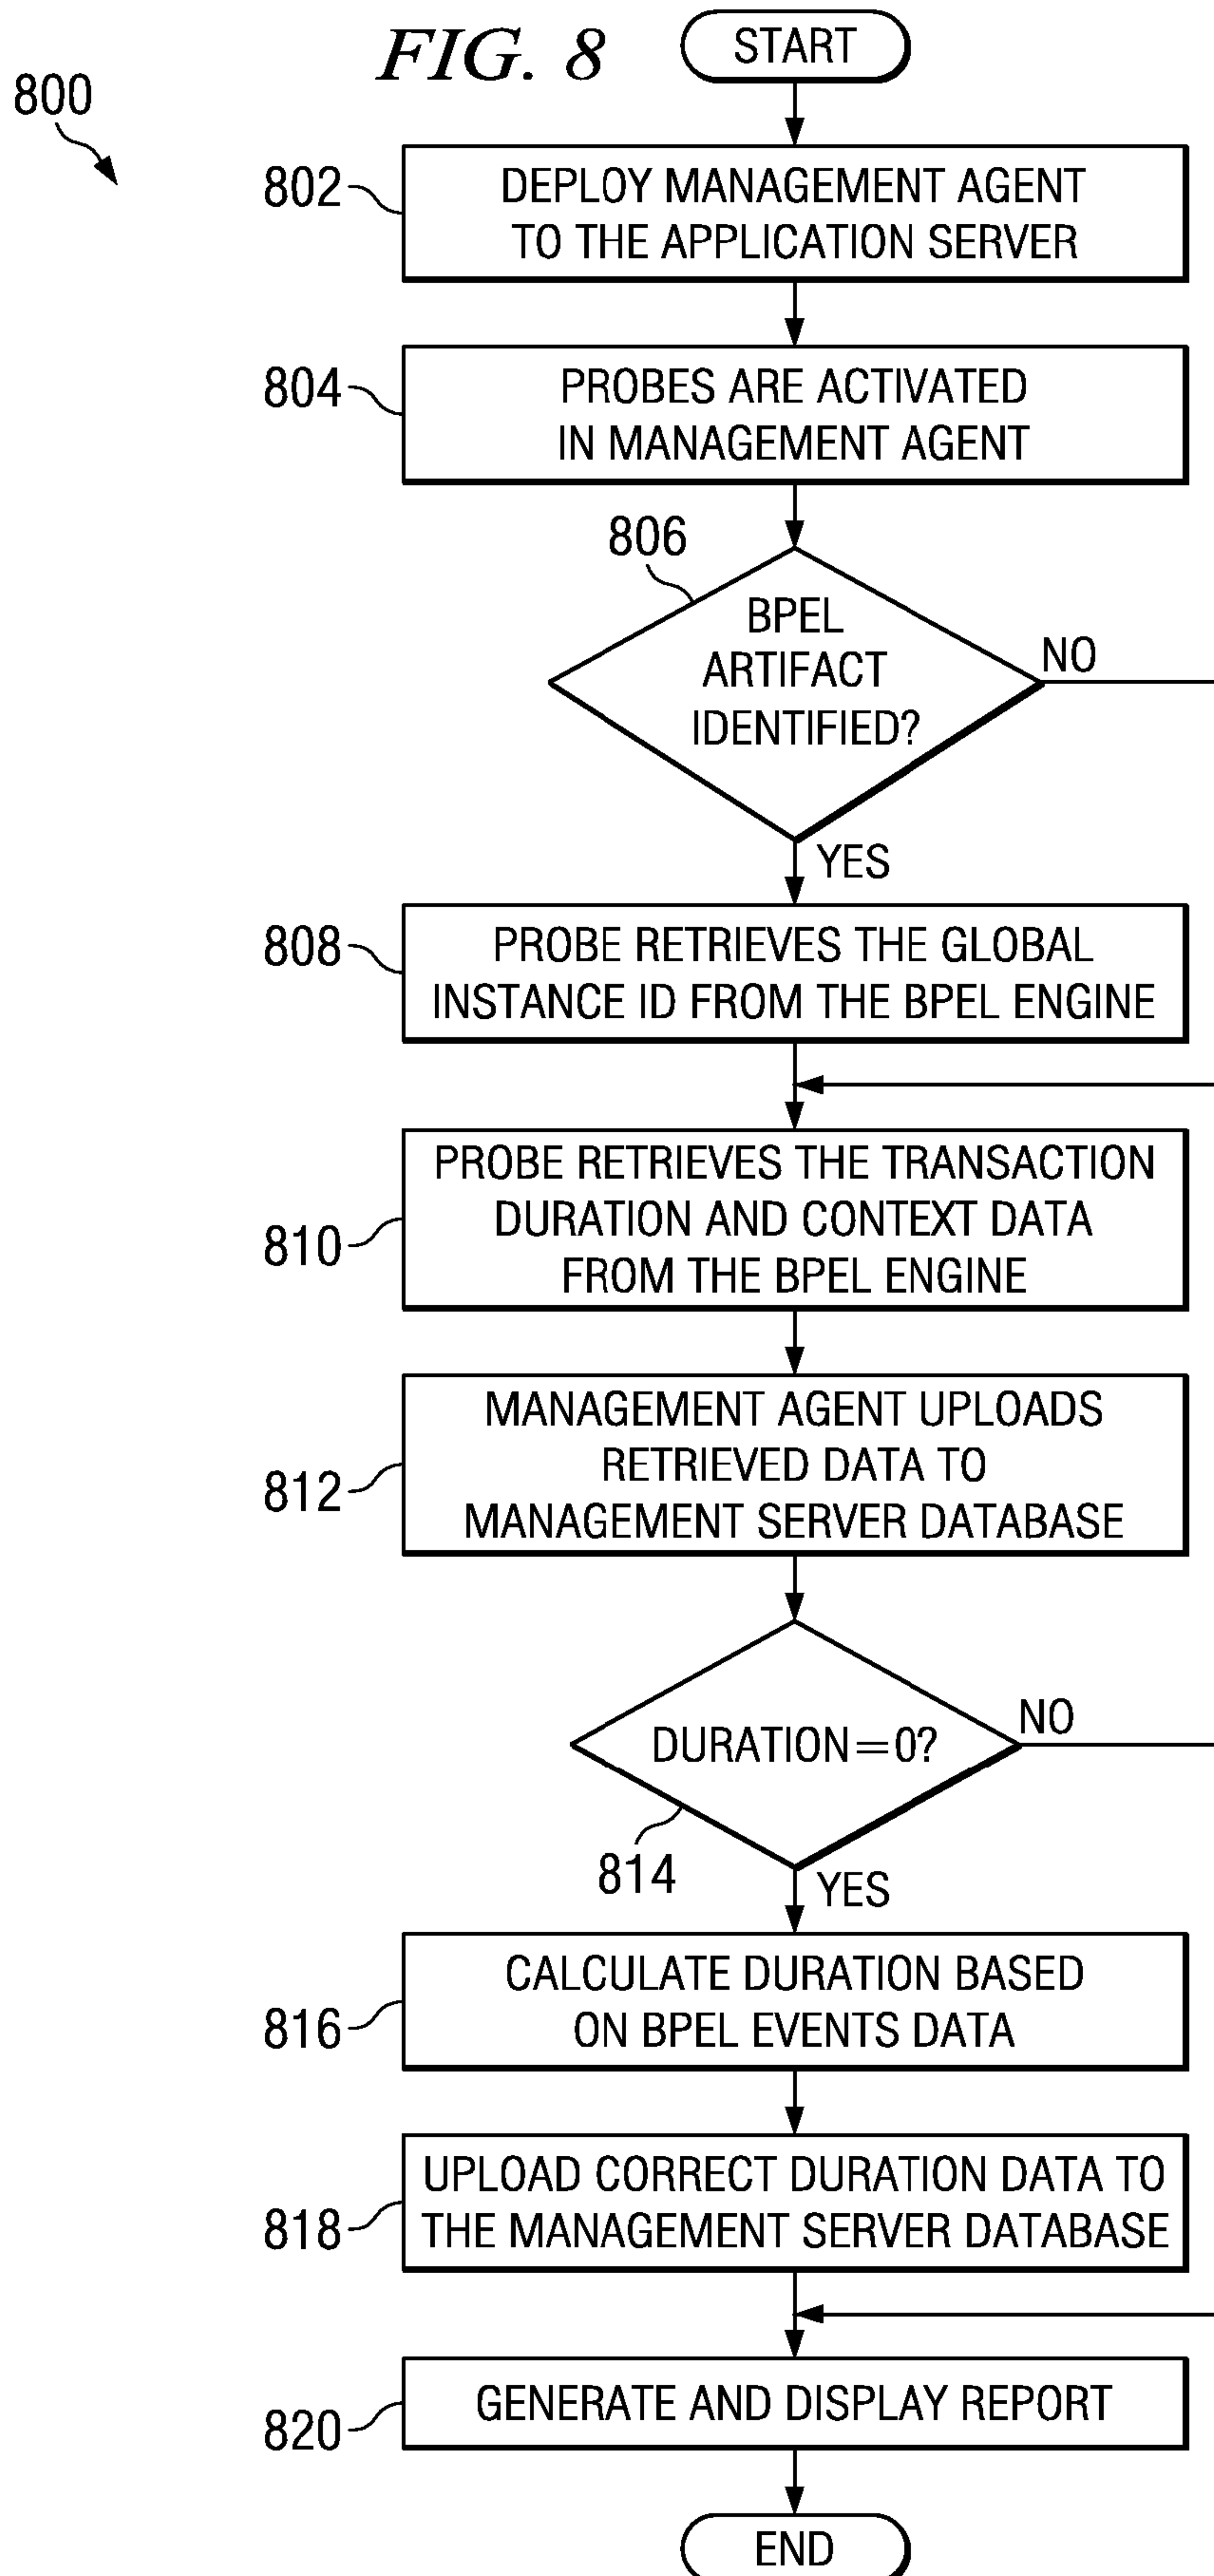 FIG. 8
START
800
802
DEPLOY MANAGEMENT AGENT
TO THE APPLICATION SERVER
804
PROBES ARE ACTIVATED
IN MANAGEMENT AGENT
806
BPEL
ARTIFACT
IDENTIFIED?
NO
YES
808
PROBE RETRIEVES THE GLOBAL
INSTANCE ID FROM THE BPEL ENGINE
810
PROBE RETRIEVES THE TRANSACTION
DURATION AND CONTEXT DATA
FROM THE BPEL ENGINE
812
MANAGEMENT AGENT UPLOADS
RETRIEVED DATA TO
MANAGEMENT SERVER DATABASE
DURATION=0?
NO
814
YES
816
CALCULATE DURATION BASED
ON BPEL EVENTS DATA
818
UPLOAD CORRECT DURATION DATA TO
THE MANAGEMENT SERVER DATABASE
820
GENERATE AND DISPLAY REPORT
END